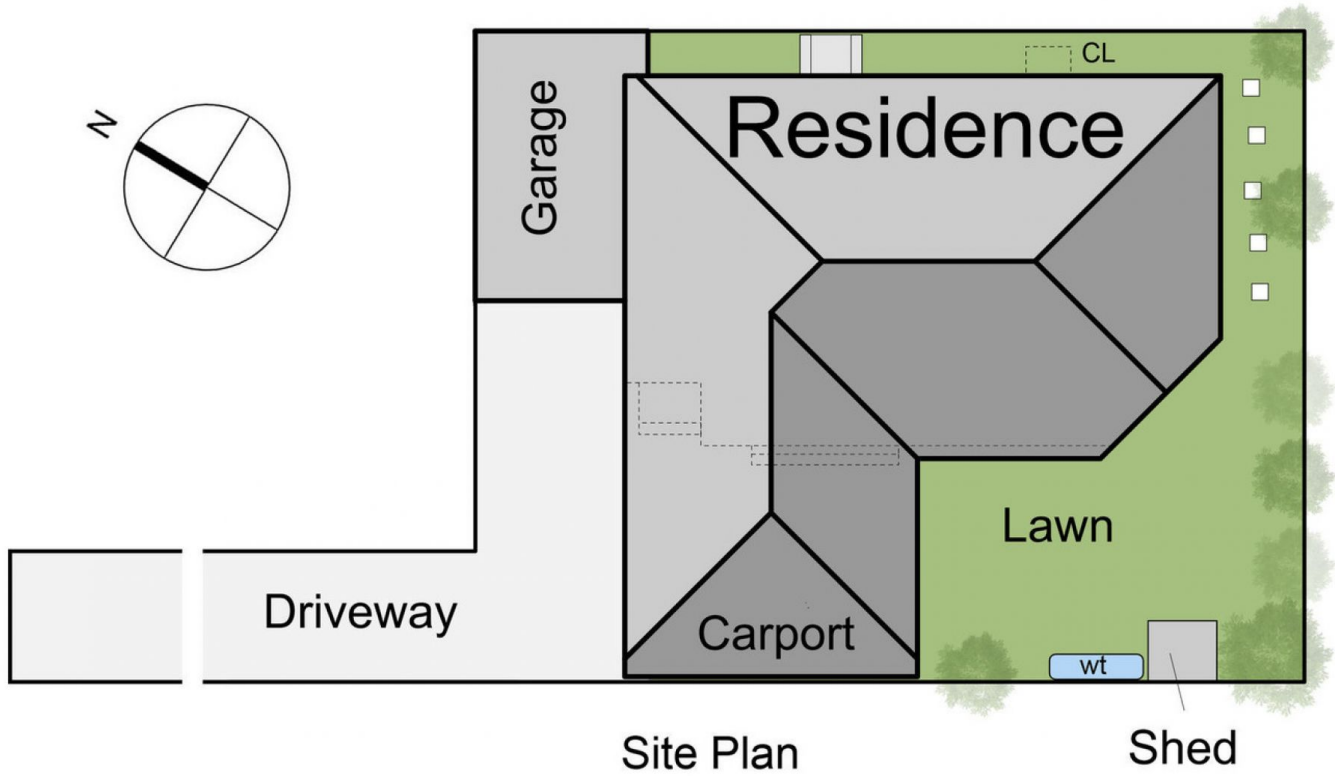 CL
N
Garage
Residence
Lawn
Driveway
Carport
wt
Site Plan
Shed